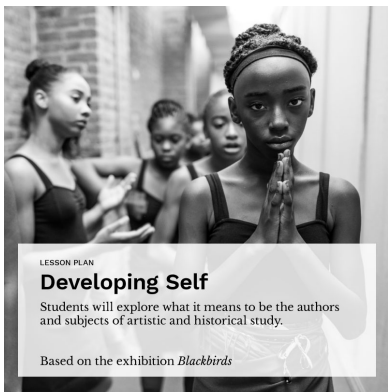 LESSON PLAN
Developing Self
Students will explore what it means to be the authors
and subjects of artistic and historical study.
Based on the exhibition Blackbirds